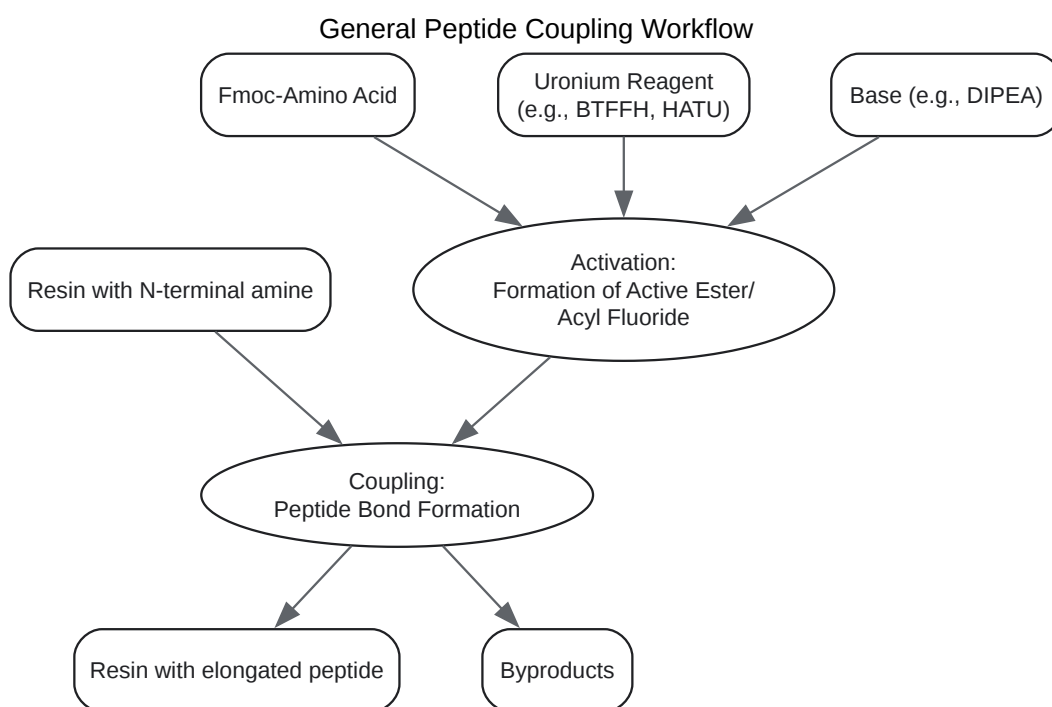 General Peptide Coupling Workflow
Fmoc-Amino Acid
Uronium Reagent
(e.g., BTFFH, HATU)
Base (e.g., DIPEA)
Activation:
Formation of Active Ester/
Acyl Fluoride
Resin with N-terminal amine
Coupling:
Peptide Bond Formation
Resin with elongated peptide
Byproducts